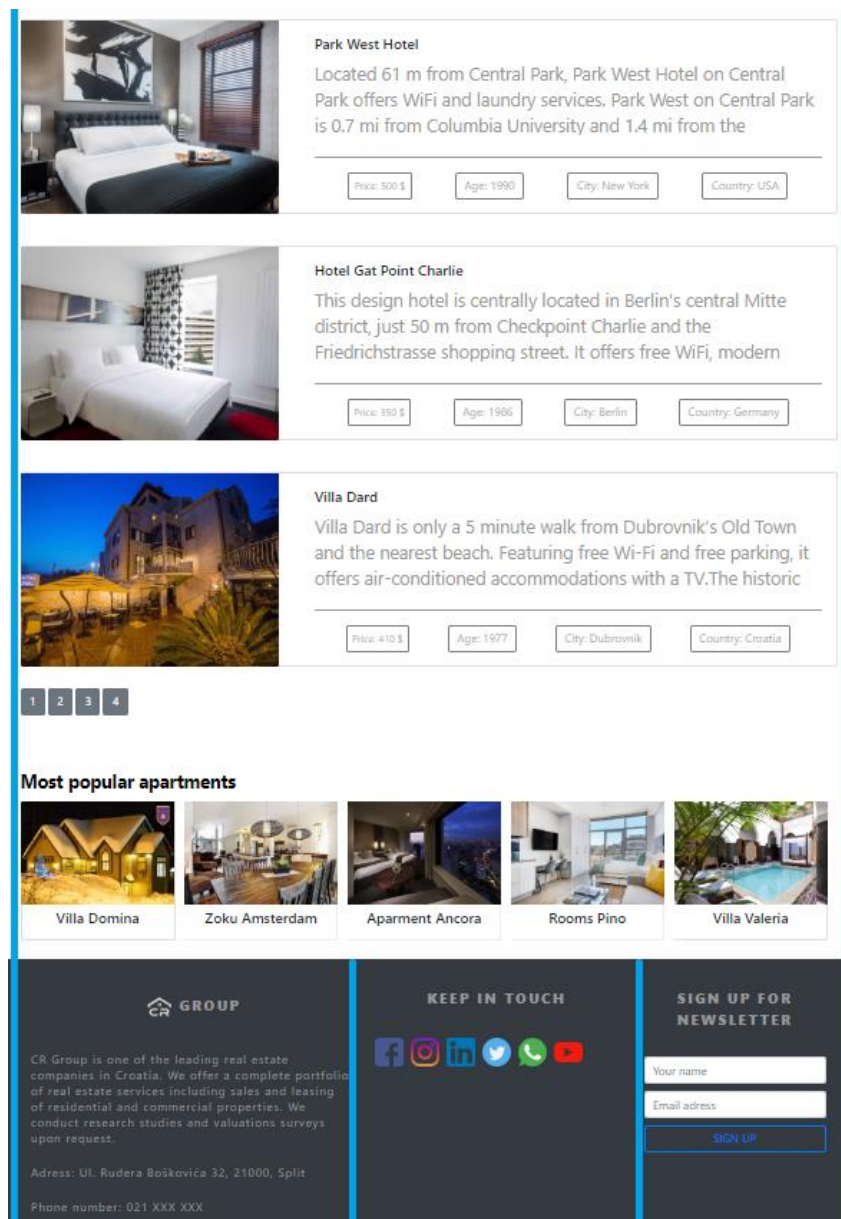 Park West Hotel
Located 61 m from Central Park, Park West Hotel on Central
Park offers WiFi and laundry services. Park West on Central Park
is 0.7 mi from Columbia University and 1.4 mi from the
Price: 500 $ Age: 1990 City: New York Country: USA
Hotel Gat Point Charlie
This design hotel is centrally located in Berlin's central Mitte
district, just 50 m from Checkpoint Charlie and the
Friedrichstrasse shopping street. It offers free WiFi, modern
Price: 350 $ Age: 1986 City: Berlin Country: Germany
Villa Dard
Villa Dard is only a 5 minute walk from Dubrovnik's Old Town
and the nearest beach. Featuring free Wi-Fi and free parking, it
offers air-conditioned accommodations with a TV.The historic
Price: 410 $ Age: 1977 City: Dubrovnik Country: Croatia
1 2 3 4
Most popular apartments
Villa Domina Zoku Amsterdam Aparment Ancora Rooms Pino Villa Valeria
CR GROUP
CR Group is one of the leading real estate
companies in Croatia. We offer a complete portfolio
of real estate services including sales and leasing
of residential and commercial properties. We
conduct research studies and valuations surveys
upon request.
Adress: Ul. Rudera Boškovića 32, 21000, Split
Phone number: 021 XXX XXX
KEEP IN TOUCH
in
SIGN UP FOR
NEWSLETTER
Your name
Email adress
SIGN UP